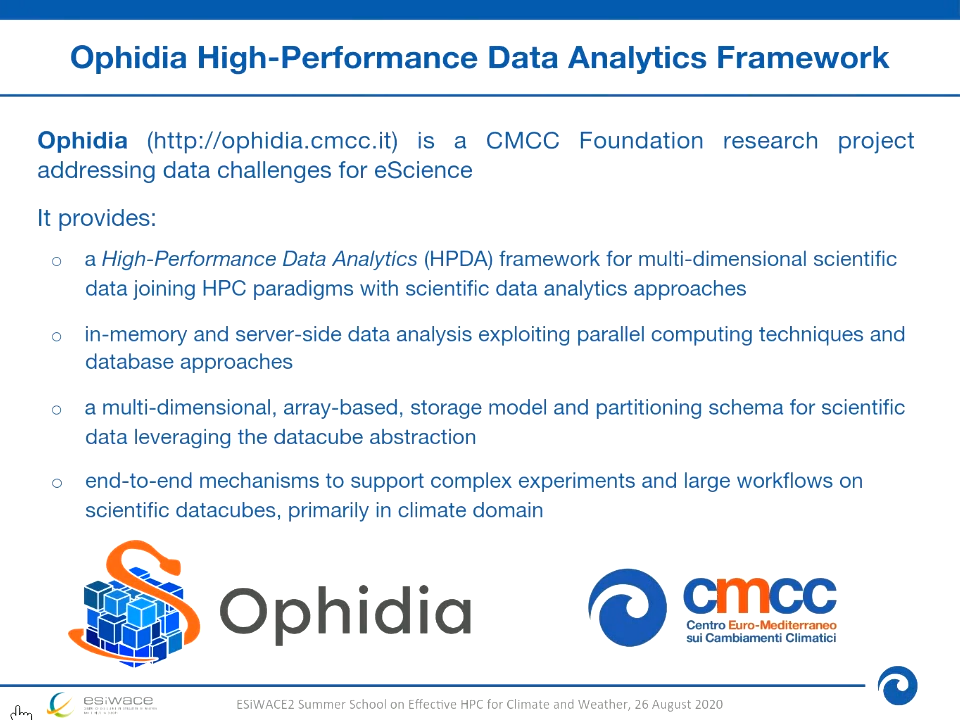 Ophidia High-Performance Data Analytics Framework
Ophidia (http://ophidia.cmcc.it) is a CMCC Foundation research project
addressing data challenges for eScience
It provides:
○ a High-Performance Data Analytics (HPDA) framework for multi-dimensional scientific
data joining HPC paradigms with scientific data analytics approaches
○ in-memory and server-side data analysis exploiting parallel computing techniques and
database approaches
○ a multi-dimensional, array-based, storage model and partitioning schema for scientific
data leveraging the datacube abstraction
○ end-to-end mechanisms to support complex experiments and large workflows on
scientific datacubes, primarily in climate domain
Ophidia
cmcc
Centro Euro-Mediterraneo
sui Cambiamenti Climatici
esiwace
ESiWACE2 Summer School on Effective HPC for Climate and Weather, 26 August 2020